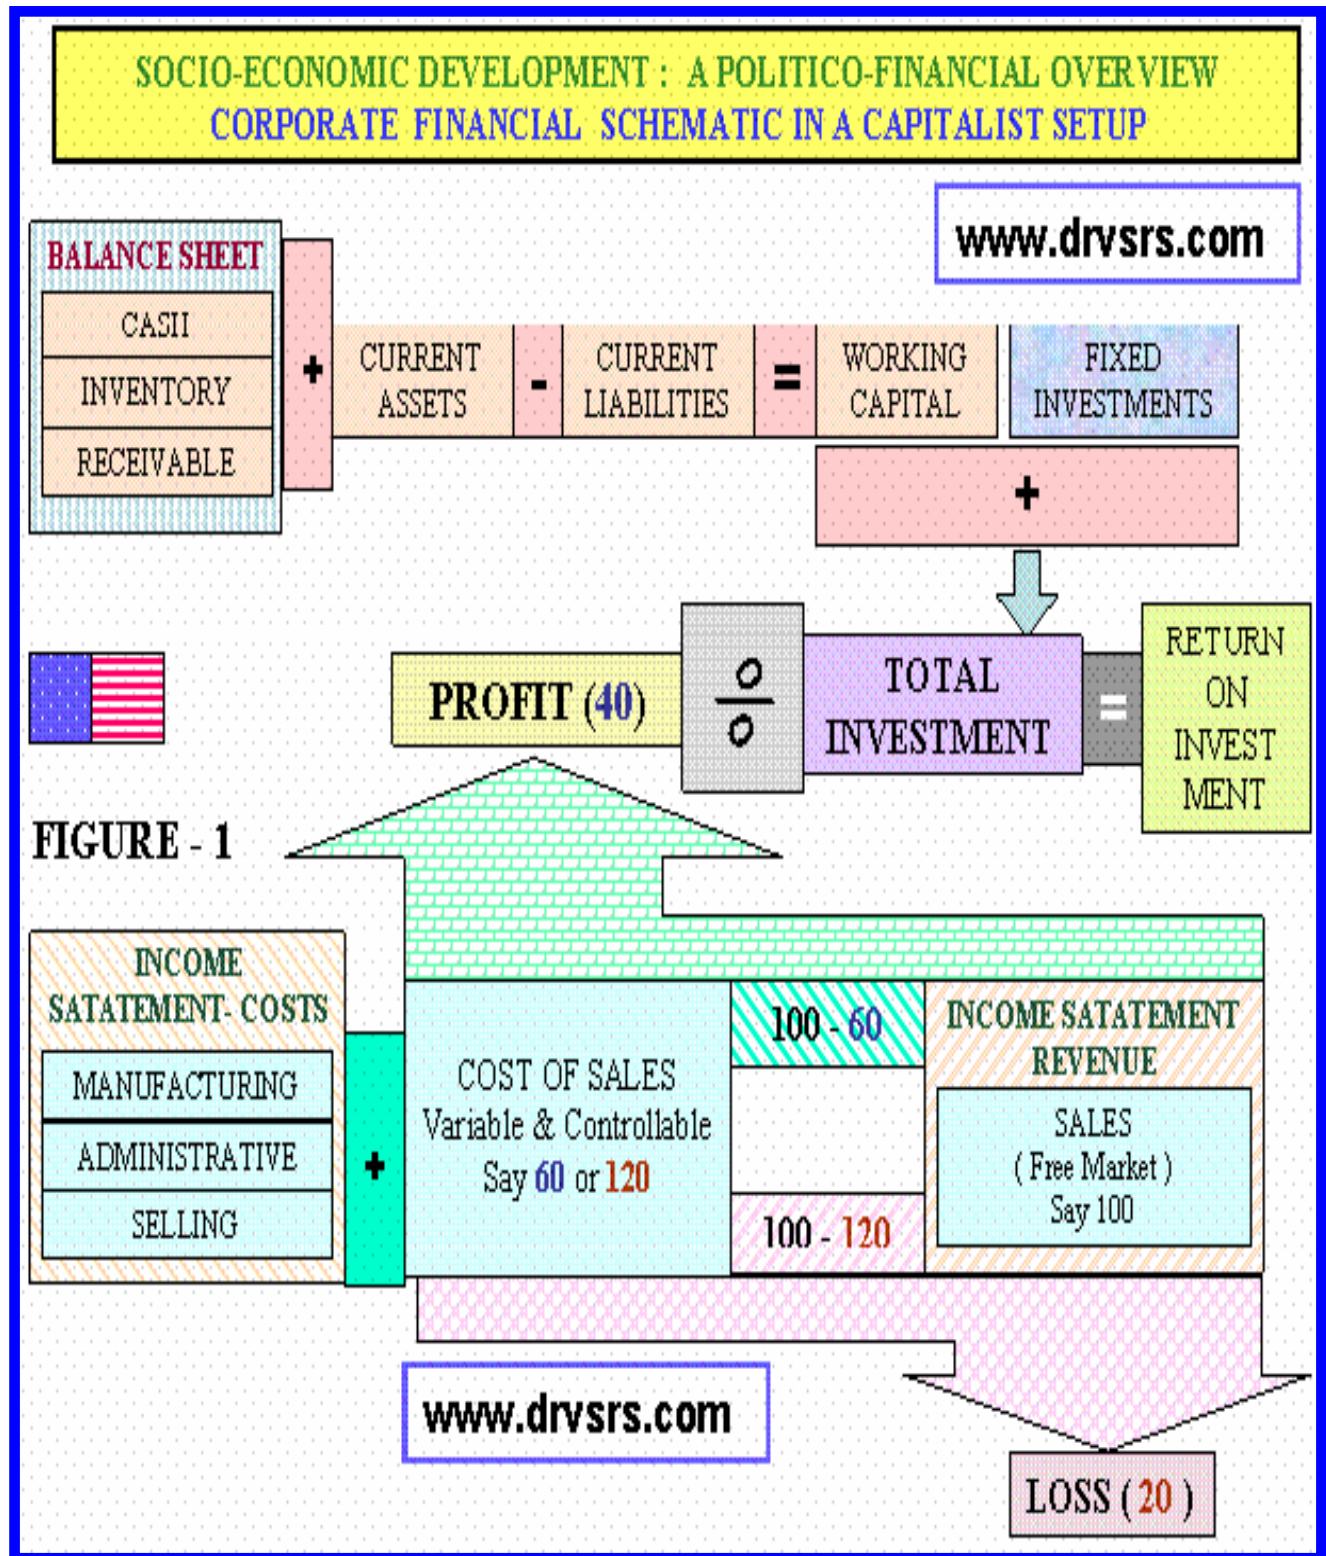 SOCIO-ECONOMIC DEVELOPMENT : A POLITICO-FINANCIAL OVERVIEW
CORPORATE FINANCIAL SCHEMATIC IN A CAPITALIST SETUP
www.drvsrs.com
BALANCE SHEET
CASH
INVENTORY
RECEIVABLE
+
CURRENT
ASSETS
-
CURRENT
LIABILITIES
=
WORKING
CAPITAL
FIXED
INVESTMENTS
+
PROFIT (40)
o
o
TOTAL
INVESTMENT
=
RETURN
ON
INVEST
MENT
FIGURE - 1
INCOME
SATATEMENT- COSTS
MANUFACTURING
ADMINISTRATIVE
SELLING
+
COST OF SALES
Variable & Controllable
Say 60 or 120
100 - 60
100 - 120
INCOME SATATEMENT
REVENUE
SALES
( Free Market )
Say 100
www.drvsrs.com
LOSS ( 20 )